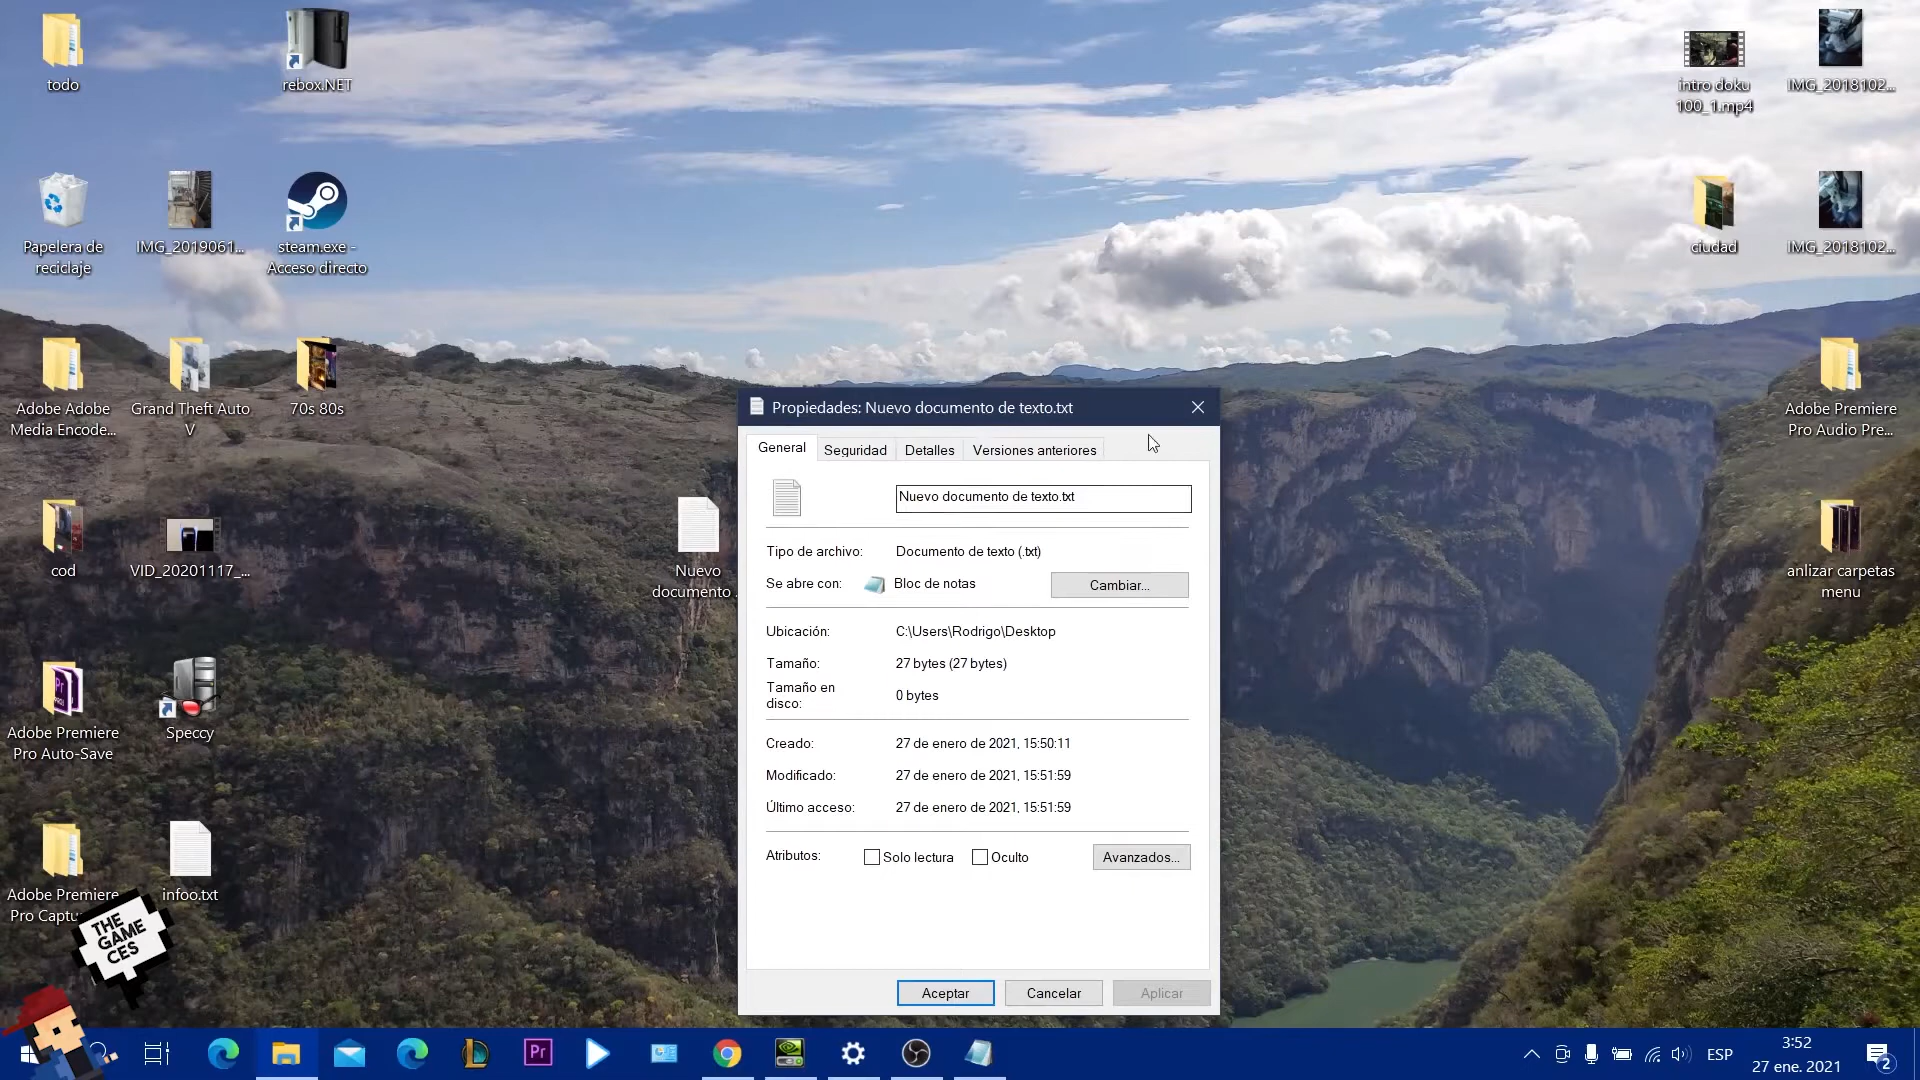 todo
rebox.NET
intro doku
100_1.mp4
IMG_2018102...
Papelera de
reciclaje
IMG_2019061...
steam.exe -
Acceso directo
ciudad
IMG_2018102...
Adobe Adobe
Media Encode...
Grand Theft Auto
V
70s 80s
Adobe Premiere
Pro Audio Pre...
cod
VID_20201117_...
Nuevo
documento .
anlizar carpetas
menu
Adobe Premiere
Pro Auto-Save
Speccy
Adobe Premiere
Pro Captu
infoo.txt
THE
GAME
CES
Propiedades: Nuevo documento de texto.txt
General
Seguridad
Detalles
Versiones anteriores
Nuevo documento de texto.txt
Tipo de archivo:
Documento de texto (.txt)
Se abre con:
Bloc de notas
Cambiar...
Ubicación:
C:\Users\Rodrigo\Desktop
Tamaño:
27 bytes (27 bytes)
Tamaño en
disco:
0 bytes
Creado:
27 de enero de 2021, 15:50:11
Modificado:
27 de enero de 2021, 15:51:59
Último acceso:
27 de enero de 2021, 15:51:59
Atributos:
Solo lectura
Oculto
Avanzados...
Aceptar
Cancelar
Aplicar
Pr
ESP
3:52
27 ene. 2021
2